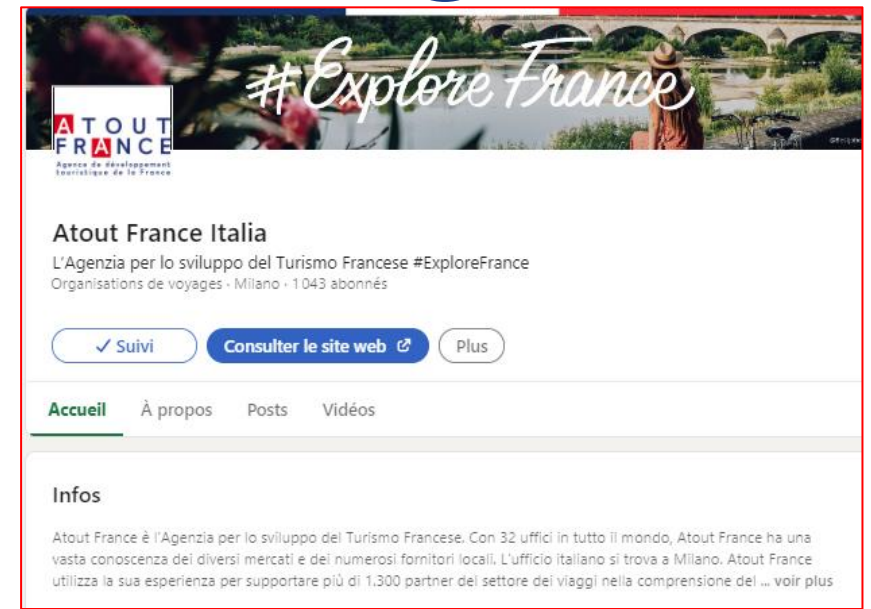 #Explore France
ATOUT
FRANCE
Agence de développement
touristique de la France
Atout France Italia
L'Agenzia per lo sviluppo del Turismo Francese #ExploreFrance
Organisations de voyages · Milano · 1 043 abonnés
✓ Suivi Consulter le site web Plus
Accueil À propos Posts Vidéos
Infos
Atout France è l'Agenzia per lo sviluppo del Turismo Francese. Con 32 uffici in tutto il mondo, Atout France ha una
vasta conoscenza dei diversi mercati e dei numerosi fornitori locali. L'ufficio italiano si trova a Milano. Atout France
utilizza la sua esperienza per supportare più di 1.300 partner del settore dei viaggi nella comprensione del ... voir plus